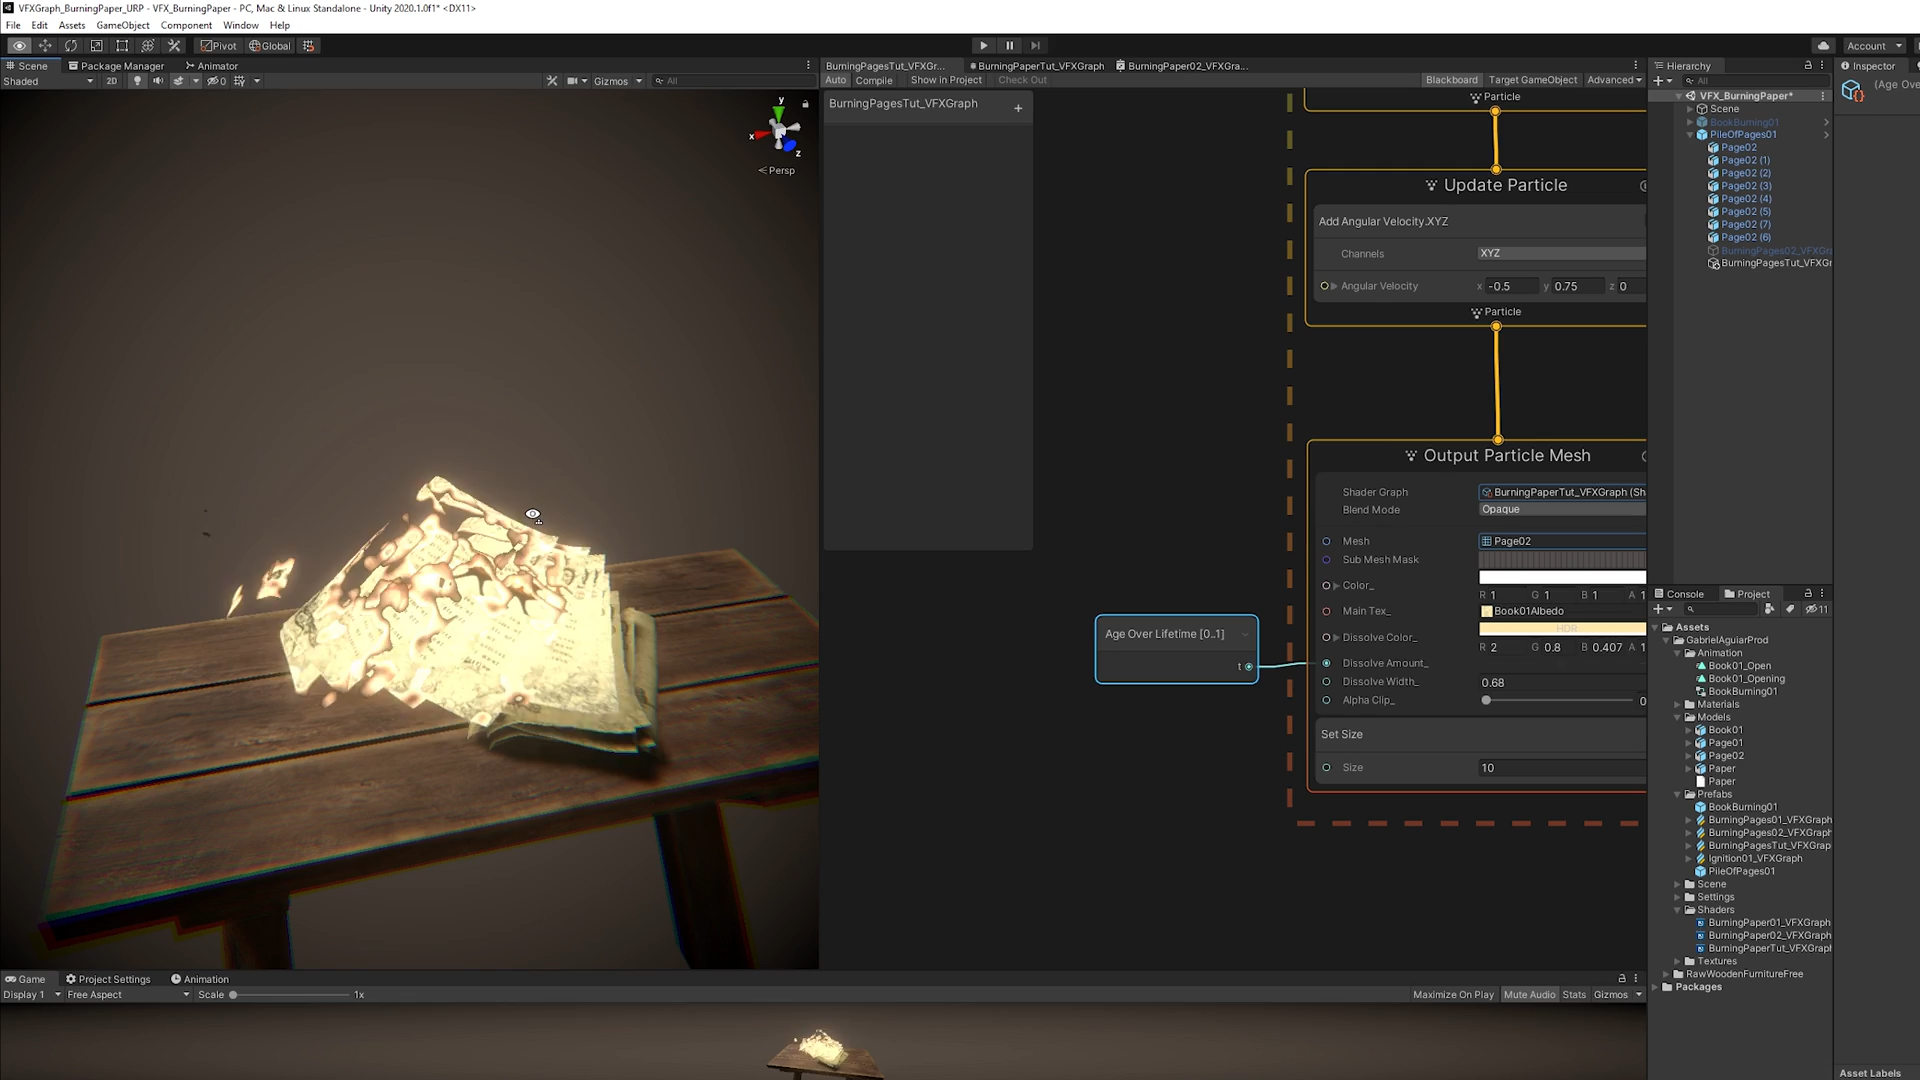 VFXGraph_BurningPaper_URP - VFX_BurningPaper - PC, Mac & Linux Standalone - Unity 2020.1.0f1* <DX11>
File Edit Assets GameObject Component Window Help
Pivot Global Account
Scene Package Manager Animator
Shaded 2D 0 Gizmos All
y
x
z
Persp
BurningPagesTut_VFXGr... BurningPaperTut_VFXGraph BurningPaper02_VFXGra...
Auto Compile Show in Project Check Out Blackboard Target GameObject Advanced
BurningPagesTut_VFXGraph +
Particle
Update Particle
Add Angular Velocity.XYZ
Channels XYZ
Angular Velocity x -0.5 y 0.75 z 0
Particle
Output Particle Mesh
Shader Graph BurningPaperTut_VFXGraph (Sh
Blend Mode Opaque
Mesh Page02
Sub Mesh Mask
Color_
R 1 G 1 B 1 A 1
Main Tex_ Book01Albedo
HDR
Dissolve Color_
R 2 G 0.8 B 0.407 A 1
Dissolve Amount_
Dissolve Width_ 0.68
Alpha Clip_ 0
Set Size
Size 10
Age Over Lifetime [0..1]
t
Hierarchy
All
VFX_BurningPaper*
Scene
BookBurning01
PileOfPages01
Page02
Page02 (1)
Page02 (2)
Page02 (3)
Page02 (4)
Page02 (5)
Page02 (7)
Page02 (6)
BurningPages02_VFXGr
BurningPagesTut_VFXGr
Inspector
(Age Ove
Console Project
11
Assets
GabrielAguiarProd
Animation
Book01_Open
Book01_Opening
BookBurning01
Materials
Models
Book01
Page01
Page02
Paper
Paper
Prefabs
BookBurning01
BurningPages01_VFXGraph
BurningPages02_VFXGraph
BurningPagesTut_VFXGrap
Ignition01_VFXGraph
PileOfPages01
Scene
Settings
Shaders
BurningPaper01_VFXGraph
BurningPaper02_VFXGraph
BurningPaperTut_VFXGraph
Textures
RawWoodenFurnitureFree
Packages
Asset Labels
Game Project Settings Animation
Display 1 Free Aspect Scale 1x Maximize On Play Mute Audio Stats Gizmos